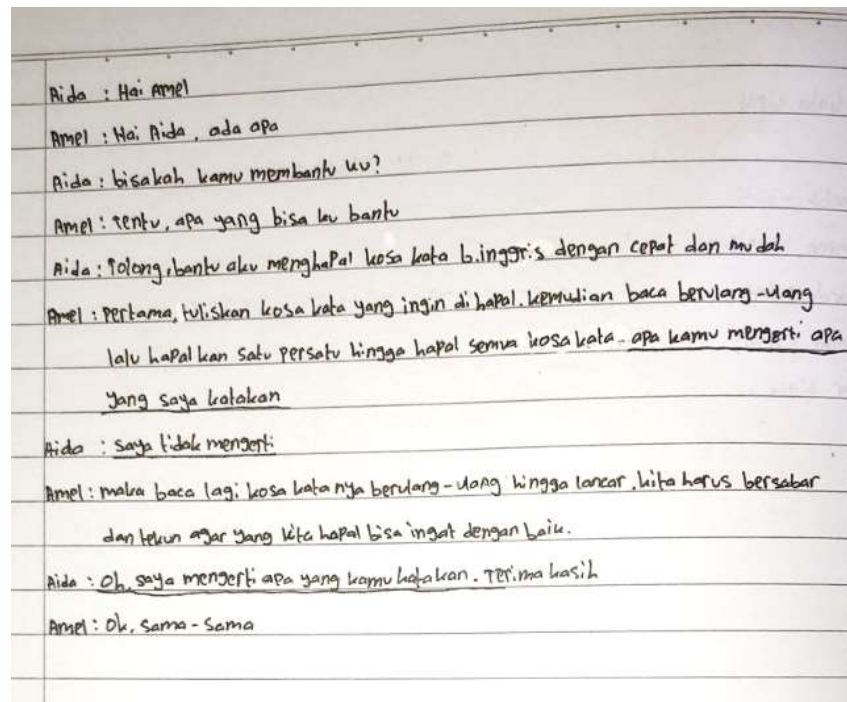 Aida : Hai Amel
Amel : Hai Aida, ada apa
Aida : bisakah kamu membantu ku?
Amel : Tentu, apa yang bisa ku bantu
Aida : Tolong, bantu aku menghapal kosa kata b.inggris dengan cepat dan mudah
Amel : Pertama, tuliskan kosa kata yang ingin di hapal. kemudian baca berulang-ulang
lalu hapal kan satu persatu hingga hapal semua kosa kata. apa kamu mengerti apa
yang saya katakan
Aida : saya tidak mengerti
Amel : maka baca lagi kosa kata nya berulang-ulang hingga lancar. kita harus bersabar
dan tekun agar yang kita hapal bisa ingat dengan baik.
Aida : Oh, saya mengerti apa yang kamu katakan. Terima kasih
Amel : Ok, sama-sama